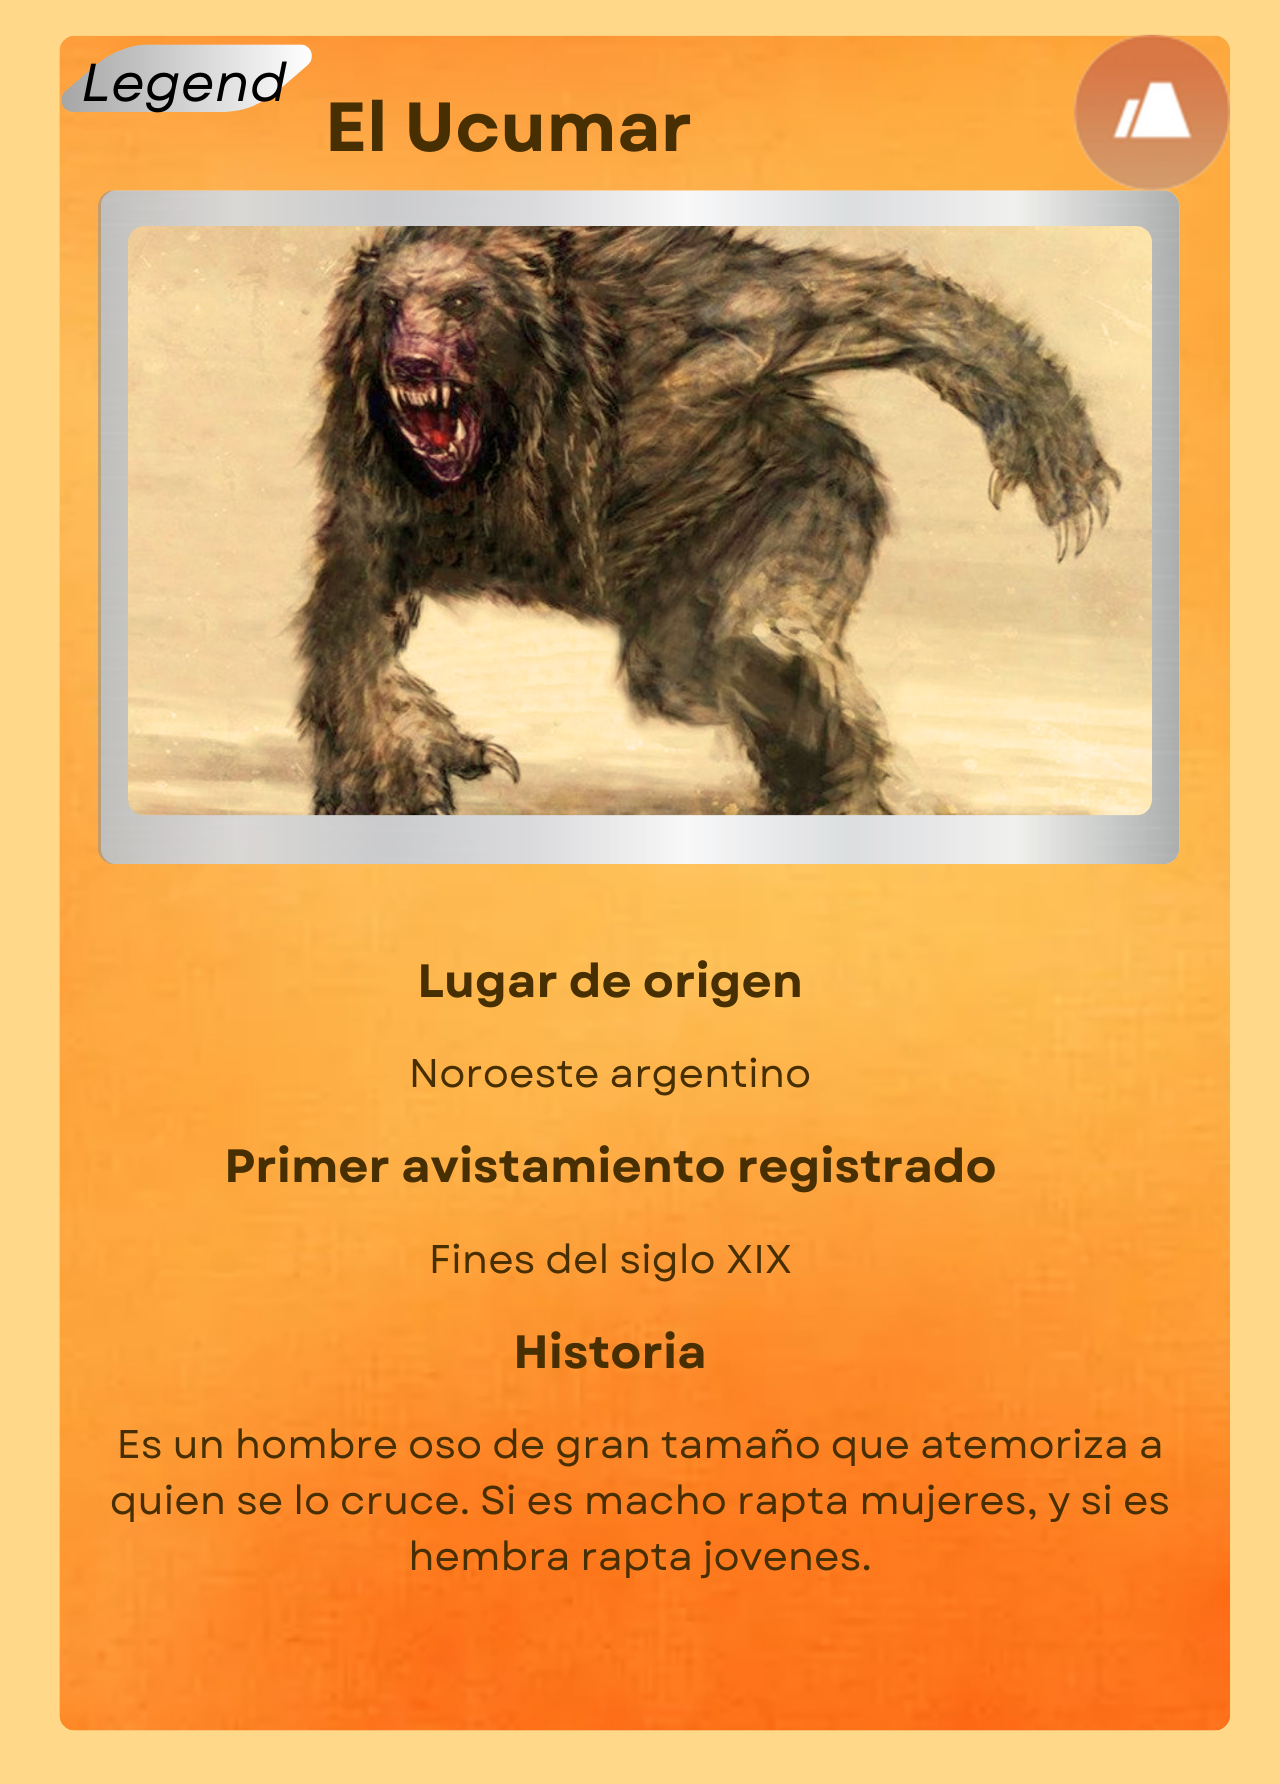 Legend
El Ucumar
Lugar de origen
Noroeste argentino
Primer avistamiento registrado
Fines del siglo XIX
Historia
Es un hombre oso de gran tamaño que atemoriza a
quien se lo cruce. Si es macho rapta mujeres, y si es
hembra rapta jovenes.